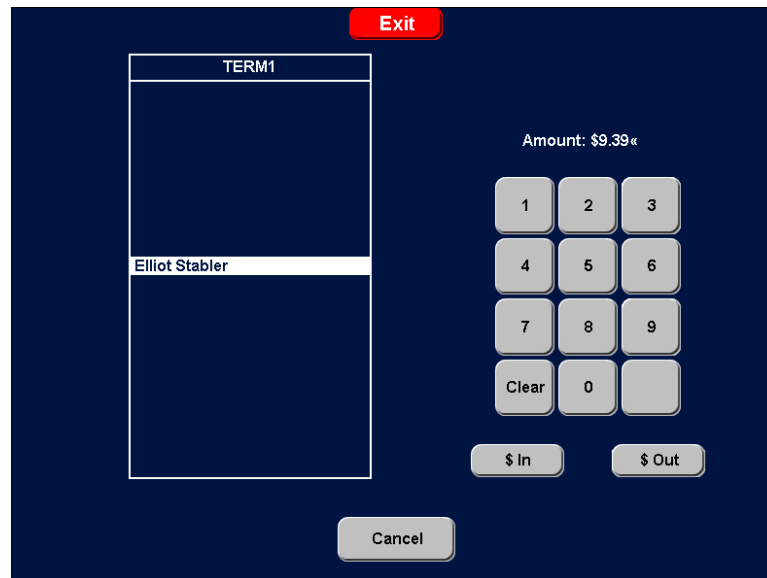 Exit
TERM1
Elliot Stabler
Amount: $9.39«
1 2 3
4 5 6
7 8 9
Clear 0
$ In $ Out
Cancel